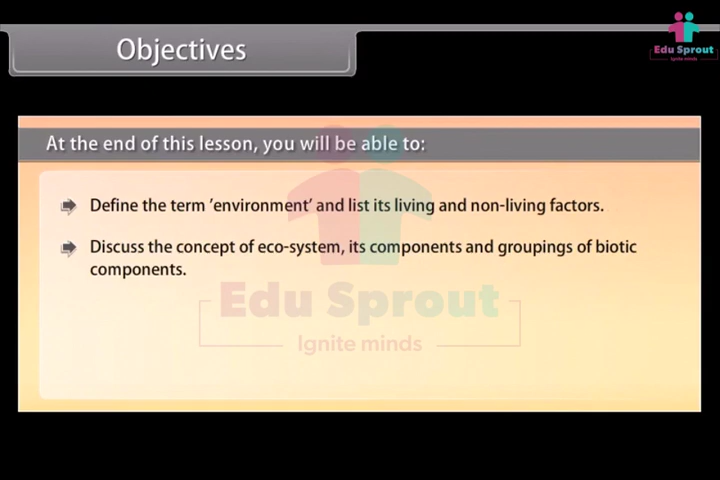 Objectives
Edu Sprout
Ignite minds
At the end of this lesson, you will be able to:
Define the term 'environment' and list its living and non-living factors.
Discuss the concept of eco-system, its components and groupings of biotic
components.
Edu Sprout
Ignite minds